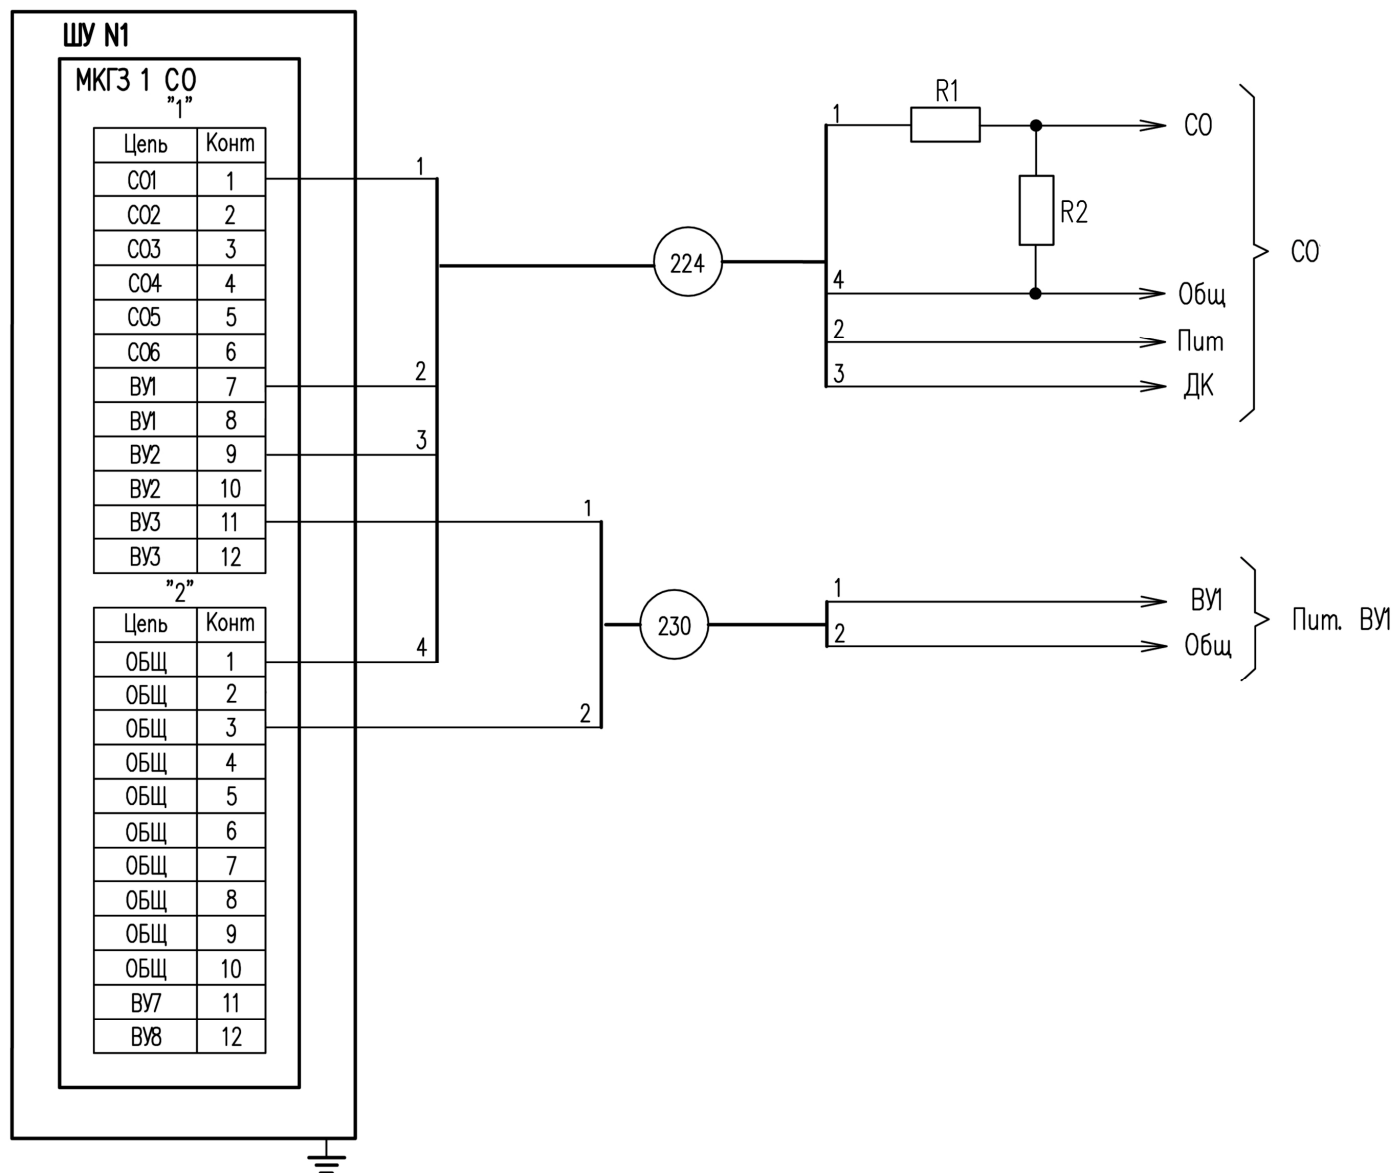 ШУ N1
МКГЗ 1 СО
"1"
Цепь Конт
СО1 1
СО2 2
СО3 3
СО4 4
СО5 5
СО6 6
ВУ1 7
ВУ1 8
ВУ2 9
ВУ2 10
ВУ3 11
ВУ3 12
"2"
Цепь Конт
ОБЩ 1
ОБЩ 2
ОБЩ 3
ОБЩ 4
ОБЩ 5
ОБЩ 6
ОБЩ 7
ОБЩ 8
ОБЩ 9
ОБЩ 10
ВУ7 11
ВУ8 12
1
2
3
4
224
1
R1
СО
R2
4
Общ
2
Пит
3
ДК
СО
1
2
230
1
ВУ1
2
Общ
Пит. ВУ1